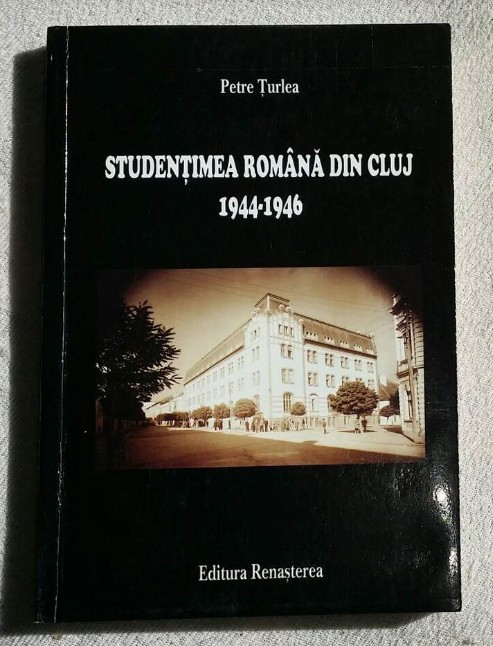 Petre Țurlea
STUDENȚIMEA ROMÂNĂ DIN CLUJ
1944-1946
Editura Renașterea